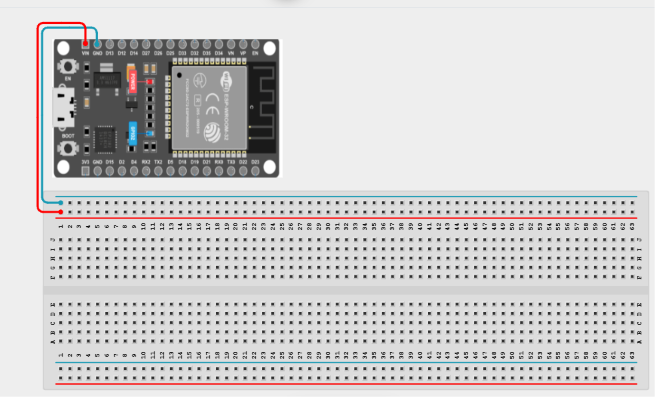 VIN GND D13 D12 D14 D27 D26 D25 D33 D32 D35 D34 VN VP EN
EN
BOOT
3V3 GND D15 D2 D4 RX2 TX2 D5 D18 D19 D21 RX0 TX0 D22 D23
1 2 3 4 5 6 7 8 9 10 11 12 13 14 15 16 17 18 19 20 21 22 23 24 25 26 27 28 29 30 31 32 33 34 35 36 37 38 39 40 41 42 43 44 45 46 47 48 49 50 51 52 53 54 55 56 57 58 59 60 61 62 63
J J
I I
H H
G G
F F
E E
D D
C C
B B
A A
1 2 3 4 5 6 7 8 9 10 11 12 13 14 15 16 17 18 19 20 21 22 23 24 25 26 27 28 29 30 31 32 33 34 35 36 37 38 39 40 41 42 43 44 45 46 47 48 49 50 51 52 53 54 55 56 57 58 59 60 61 62 63